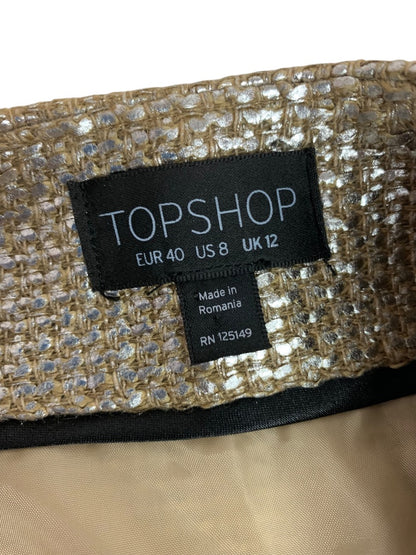 TOPSHOP
EUR 40 US 8 UK 12
Made in
Romania
RN 125149